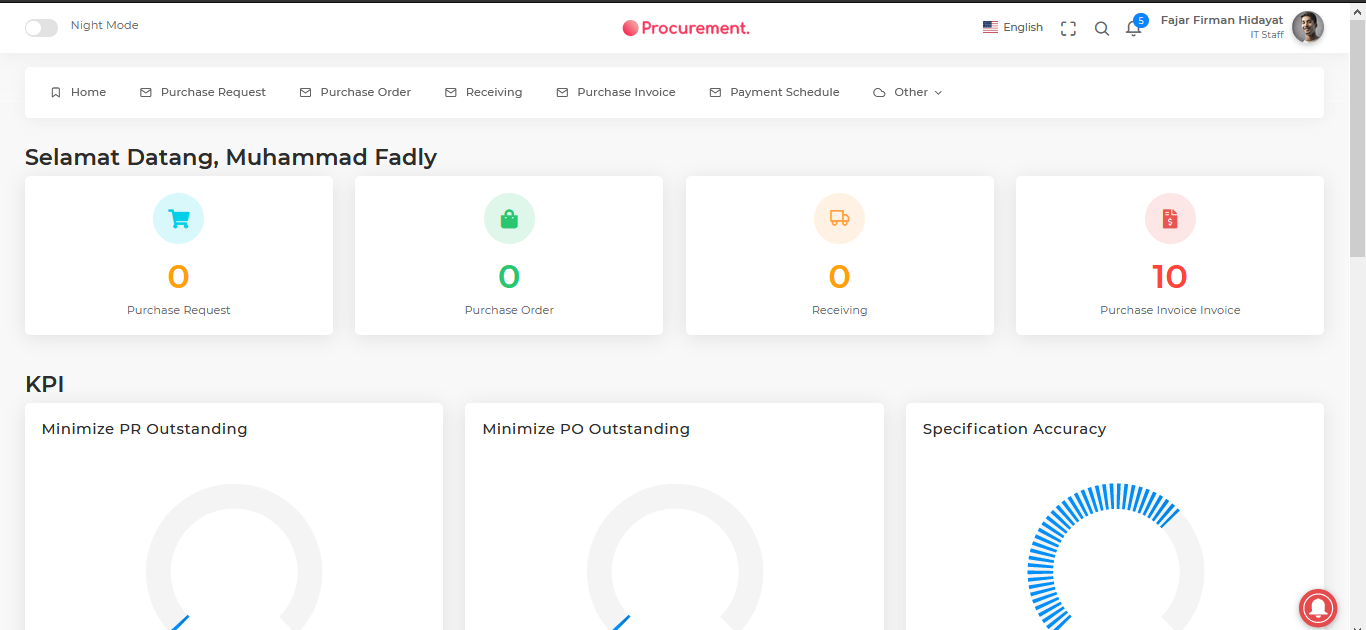 Night Mode
Procurement.
English
5
Fajar Firman Hidayat
IT Staff
Home
Purchase Request
Purchase Order
Receiving
Purchase Invoice
Payment Schedule
Other
Selamat Datang, Muhammad Fadly
0
Purchase Request
0
Purchase Order
0
Receiving
$
10
Purchase Invoice Invoice
KPI
Minimize PR Outstanding
Minimize PO Outstanding
Specification Accuracy